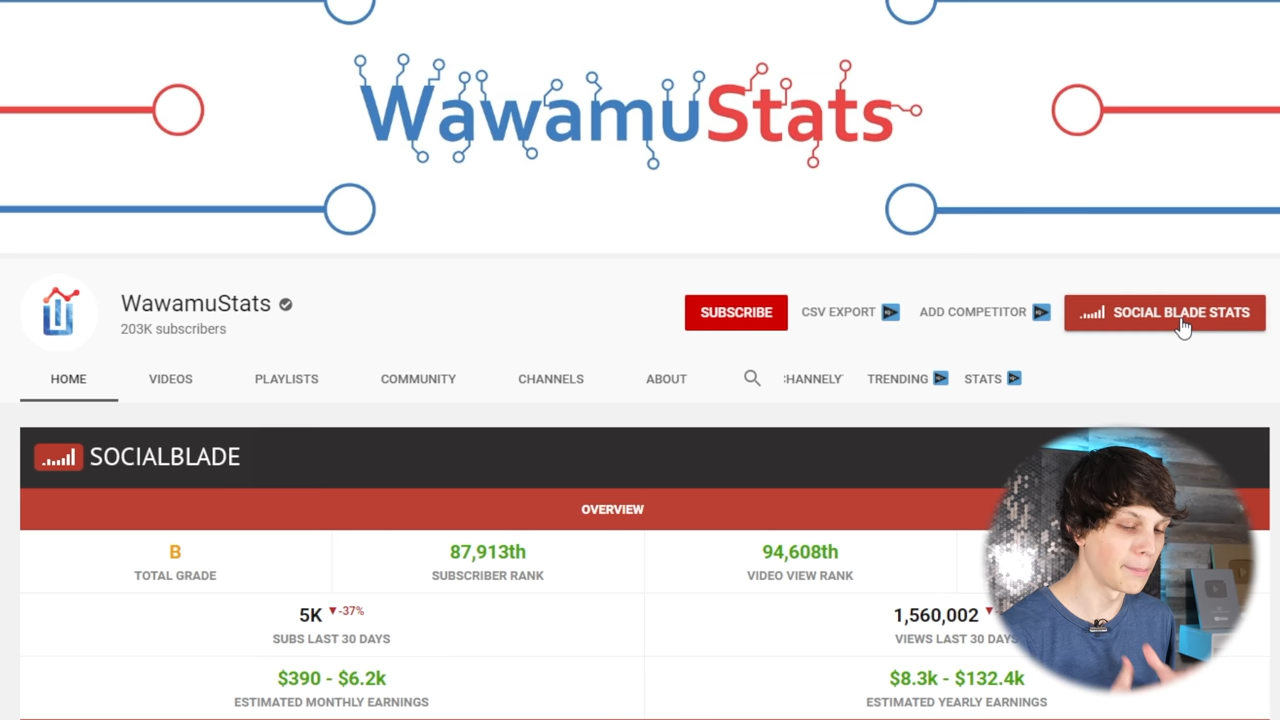 WawamuStats
WawamuStats
203K subscribers
SUBSCRIBE
CSV EXPORT
ADD COMPETITOR
SOCIAL BLADE STATS
HOME
VIDEOS
PLAYLISTS
COMMUNITY
CHANNELS
ABOUT
TRENDING
STATS
SOCIALBLADE
OVERVIEW
B
87,913th
94,608th
TOTAL GRADE
SUBSCRIBER RANK
VIDEO VIEW RANK
5K ▼-37%
1,560,002 ▼
SUBS LAST 30 DAYS
VIEWS LAST 30 DAYS
$390 - $6.2k
$8.3k - $132.4k
ESTIMATED MONTHLY EARNINGS
ESTIMATED YEARLY EARNINGS